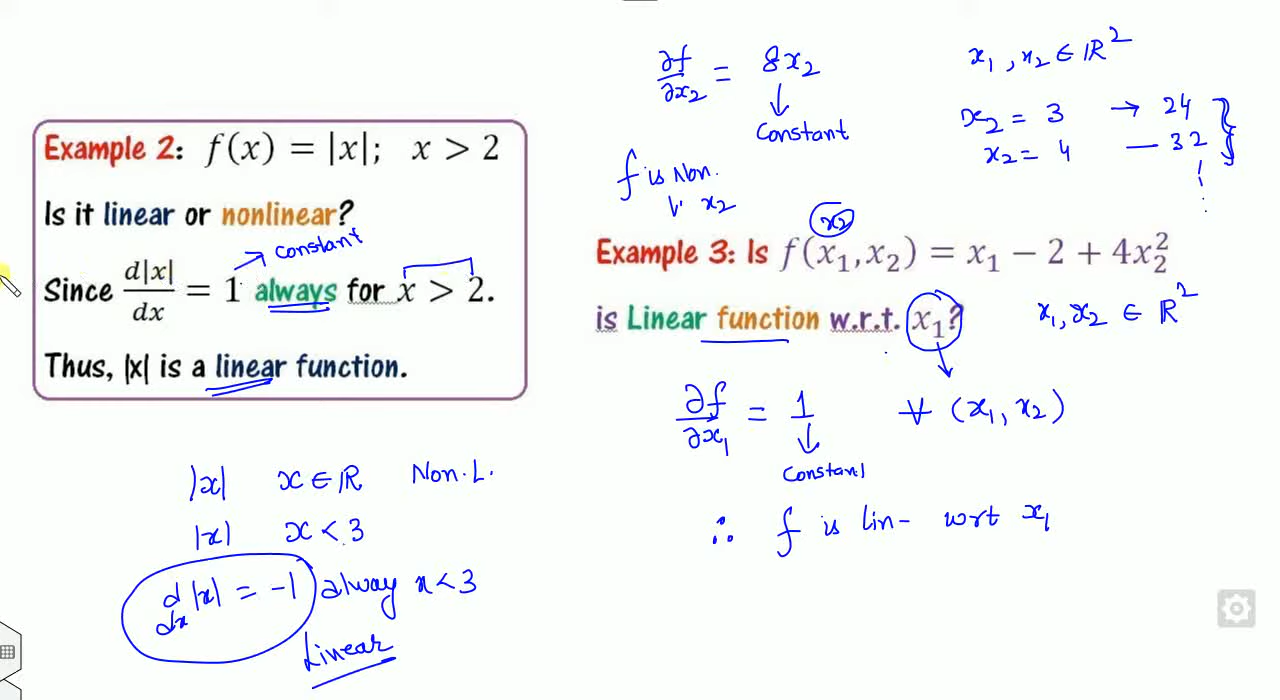 Example 2: f(x) = |x|; x > 2
Is it linear or nonlinear?
constant
Since d|x|/dx = 1 always for x > 2.
Thus, |x| is a linear function.
|x| x ∈ ℝ Non.L.
|x| x < 3
d/dx |x| = -1 alway x < 3
Linear
∂f/∂x₂ = 8x₂
constant
x₁, x₂ ∈ ℝ²
x₂ = 3 → 24
x₂ = 4 — 32
f is Non.
x₂
x₂
Example 3: Is f(x₁,x₂) = x₁ − 2 + 4x₂²
is Linear function w.r.t. x₁?
x₁, x₂ ∈ ℝ²
∂f/∂x₁ = 1 ∀ (x₁, x₂)
constant
∴ f is Lin- wrt x₁